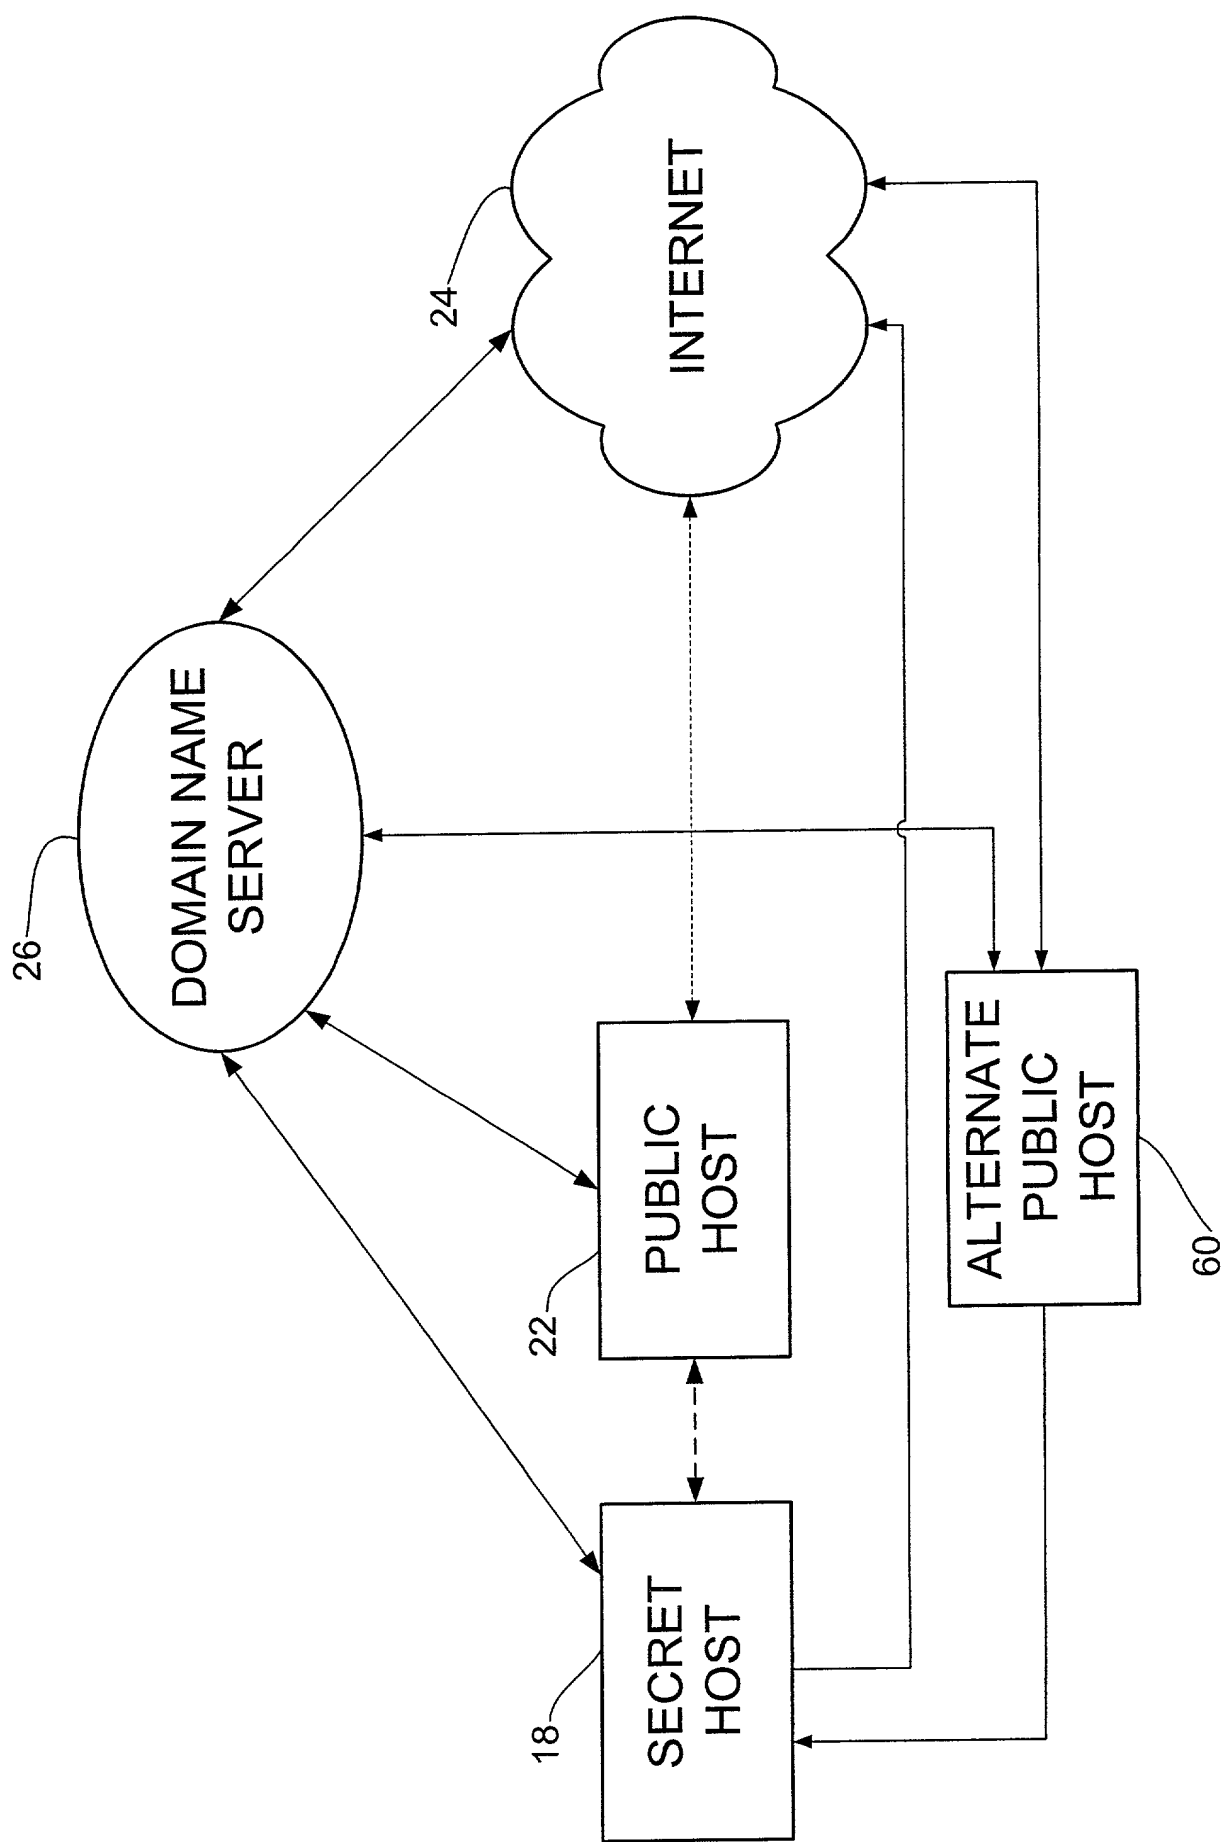 26
DOMAIN NAME
SERVER
24
INTERNET
22
PUBLIC
HOST
18
SECRET
HOST
ALTERNATE
PUBLIC
HOST
60